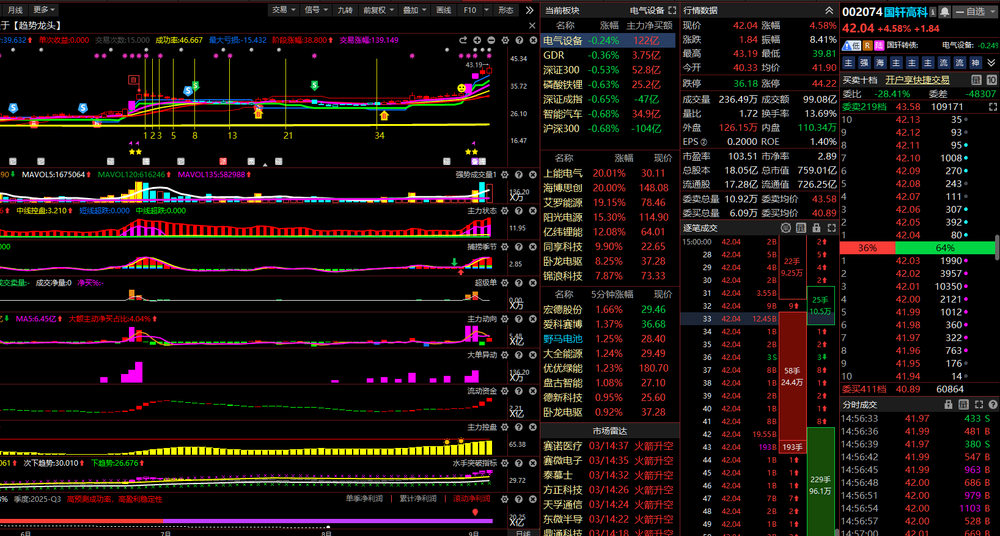 月线 更多 交易 信号 九转 前复权 叠加 画线 F10 形态
于【趋势龙头】
:39.632 单次收益:0.000 交易次数:15.000 成功率:46.667 最大亏损:-15.432 阶段涨幅:38.800 交易涨幅:139.149
43.19
45.34
35.72
26.10
16.47
自
S S S S S
B B B B
1 2 3 5 8 13 21 34
90 MAVOL5:1675064 MAVOL120:616246 MAVOL135:582988 强势成交量1
136.20
X万
6 中线控盘:3.210 短线超跌:0.000 中线超跌:0.000 主力状态
11.95
000 捕捞季节
2.85
成交卖量:- 成交净量:0 净买%:- 超级单
0.00
X万
亿 MA5:6.45亿 大额主动净买占比:4.04% 主力动向
5.48
X亿
大单异动
136.20
X万
流动资金
2.21
X亿
主力控盘
65.38
061 次下趋势:30.010 下趋势:26.676 水手突破指标
29.72
3% 季度:2025-Q3 高预测成功率，高盈利稳定性 单季净利润 累计净利润 滚动净利润
20.25
X亿
6月 7月 8月 9月 日线
当前板块 电气设备
名称 涨幅 主力净买额
电气设备 -0.24% 122亿
GDR -0.36% 3.75亿
深证300 -0.53% 52.8亿
磷酸铁锂 -0.63% 25.2亿
深证成指 -0.65% -47亿
智能汽车 -0.68% 34.9亿
沪深300 -0.68% -104亿
名称 涨幅 现价
上能电气 20.01% 30.11
海博思创 20.00% 148.08
艾罗能源 19.15% 78.46
阳光电源 15.30% 114.90
亿纬锂能 12.08% 64.01
同享科技 9.90% 22.65
卧龙电驱 8.25% 37.28
锦浪科技 7.87% 73.33
名称 5分钟涨幅 现价
宏德股份 1.66% 29.46
爱科赛博 1.37% 36.68
野马电池 1.25% 28.40
大全能源 1.24% 29.49
优优绿能 1.23% 180.70
盘古智能 1.08% 27.10
德新科技 0.95% 25.60
卧龙电驱 0.92% 37.28
市场雷达
赛诺医疗 03/14:37 火箭升空
赛微电子 03/14:35 火箭升空
泰慕士 03/14:32 火箭升空
方正科技 03/14:26 火箭升空
天孚通信 03/14:24 火箭升空
东微半导 03/14:22 火箭升空
鼎通科技 03/14:18 火箭升空
行情数据
现价 42.04 涨幅 4.58%
涨跌 1.84 振幅 8.41%
最高 43.19 最低 39.81
今开 40.33 均价 41.90
跌停 36.18 涨停 44.22
成交量 236.49万 成交额 99.08亿
量比 1.72 换手率 13.69%
外盘 126.15万 内盘 110.34万
EPS② 0.2000 ROE 1.40%
市盈率 103.51 市净率 2.89
总股本 18.05亿 总市值 759.01亿
流通股 17.28亿 流通值 726.25亿
委卖总量 10.92万 委卖均价 43.58
委买总量 6.09万 委买均价 40.89
逐笔成交
15:00:00 42.04 2B 2
28 42.04 5B 5
29 42.04 4B 22手 4
30 42.04 2B 9.25万 2
31 42.04 3.55B
32 42.04 9B 9 25手
33 42.04 12.45B 10.5万
34 42.04 1B 1
35 42.04 2B 2
36 42.04 3S 3
37 42.04 8B 58手 8
38 42.04 1B 24.4万 1
39 42.04 2B 2
40 42.04 1B 1
41 42.04 8B 8
42 42.04 19.55B
43 42.04 193B 193手
44 42.04 1B 1
45 42.04 1B 1 229手
46 42.04 1B 1 96.1万
47 42.04 7B 7
48 42.04 2B 2
49 42.04 1B 1
002074 国轩高科 自选
42.04 +4.58% +1.84
低 R 陆 国轩转债: 电气设备: -0.24%
主 强 海 主 主 主 流 流 神
买卖十档 开户享快捷交易 量 10
委比 -28.41% 委差 -48307
委卖219档 43.58 109171
10 42.13 35
9 42.12 93
8 42.11 95
7 42.10 1008
6 42.09 270
5 42.08 243
4 42.07 111
3 42.06 307
2 42.05 392
1 42.04 80
36% 64%
1 42.03 1990
2 42.02 3957
3 42.01 10350
4 42.00 2121
5 41.99 1012
6 41.98 360
7 41.97 322
8 41.96 763
9 41.95 176
10 41.94 14
委买411档 40.89 60864
分时成交
14:56:33 41.97 433 S
14:56:36 41.99 481 B
14:56:39 41.97 380 S
14:56:42 41.99 547 B
14:56:45 41.99 963 B
14:56:48 42.00 686 B
14:56:51 42.00 979 B
14:56:54 42.00 1103 B
14:56:57 42.00 528 B
14:57:00 42.01 669 B